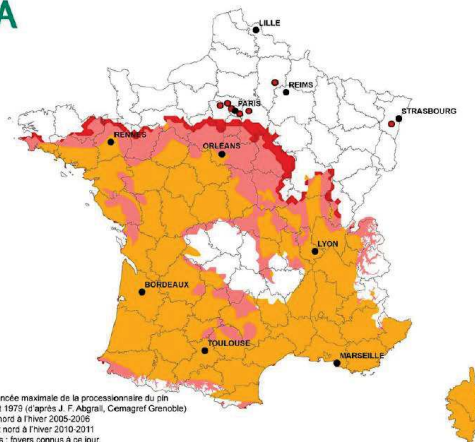 A
LILLE
REIMS
PARIS
STRASBOURG
RENNES
ORLEANS
LYON
BORDEAUX
TOULOUSE
MARSEILLE
ncée maximale de la processionnaire du pin
1979 (d'après J. F. Abgrall, Cemagref Grenoble)
nord à l'hiver 2005-2006
nord à l'hiver 2010-2011
: foyers connus à ce jour